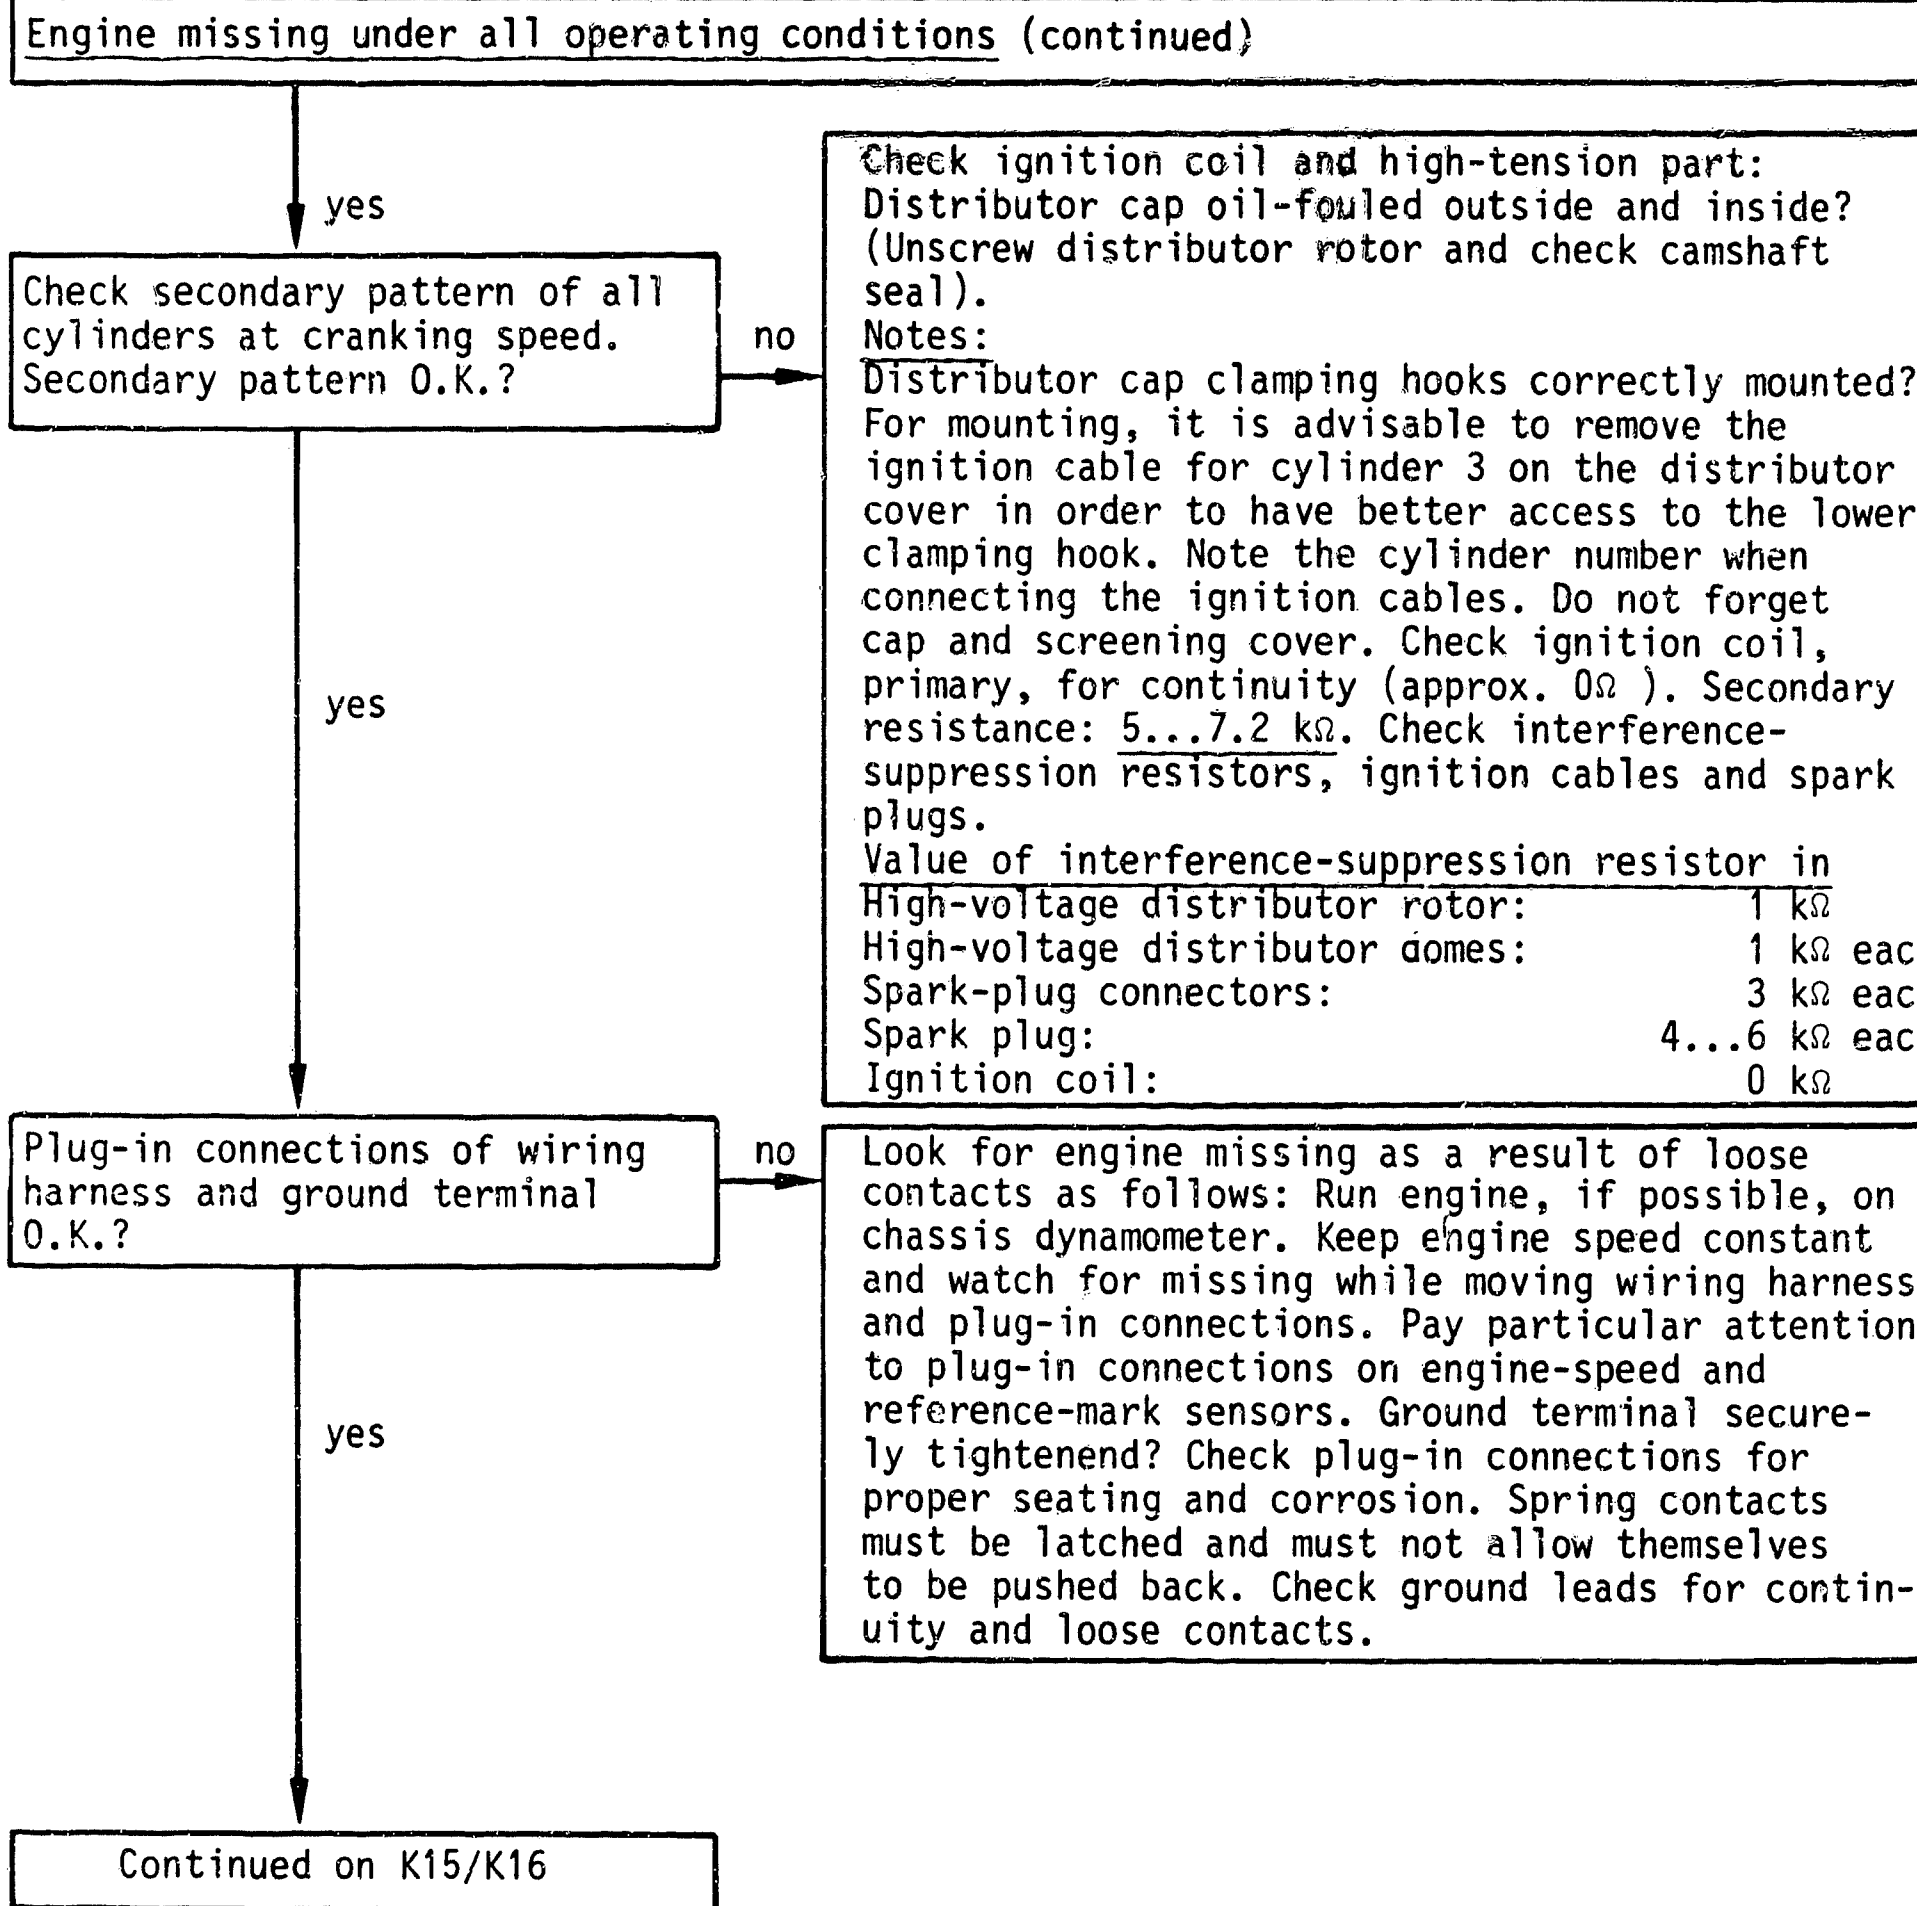 Engine missing under all operating conditions (continued)
yes
Check secondary pattern of all
cylinders at cranking speed.
Secondary pattern O.K.?
no
Check ignition coil and high-tension part:
Distributor cap oil-fouled outside and inside?
(Unscrew distributor rotor and check camshaft
seal).
Notes:
Distributor cap clamping hooks correctly mounted?
For mounting, it is advisable to remove the
ignition cable for cylinder 3 on the distributor
cover in order to have better access to the lower
clamping hook. Note the cylinder number when
connecting the ignition cables. Do not forget
cap and screening cover. Check ignition coil,
primary, for continuity (approx. 0Ω ). Secondary
resistance: 5...7.2 kΩ. Check interference-
suppression resistors, ignition cables and spark
plugs.
Value of interference-suppression resistor in
High-voltage distributor rotor: 1 kΩ
High-voltage distributor domes: 1 kΩ eac
Spark-plug connectors: 3 kΩ eac
Spark plug: 4...6 kΩ eac
Ignition coil: 0 kΩ
yes
Plug-in connections of wiring
harness and ground terminal
O.K.?
no
Look for engine missing as a result of loose
contacts as follows: Run engine, if possible, on
chassis dynamometer. Keep engine speed constant
and watch for missing while moving wiring harness
and plug-in connections. Pay particular attention
to plug-in connections on engine-speed and
reference-mark sensors. Ground terminal secure-
ly tightenend? Check plug-in connections for
proper seating and corrosion. Spring contacts
must be latched and must not allow themselves
to be pushed back. Check ground leads for contin-
uity and loose contacts.
yes
Continued on K15/K16